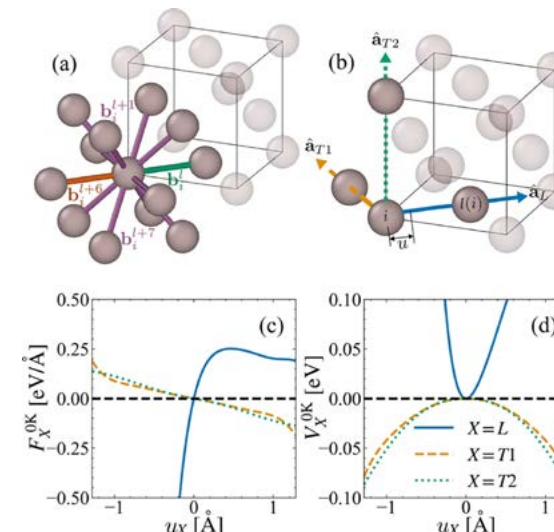 (a)
(b)
b_i^{l+1}
b_i^l
b_i^{l+6}
b_i^{l+7}
â_{T2}
â_{T1}
â_L
i
l(i)
u
(c)
F_X^{0K} [eV/Å]
0.50
0.25
0.00
−0.25
−0.50
−1 0 1
u_X [Å]
(d)
V_X^{0K} [eV]
0.10
0.05
0.00
−0.05
−0.10
X=L
X=T1
X=T2
−1 0 1
u_X [Å]